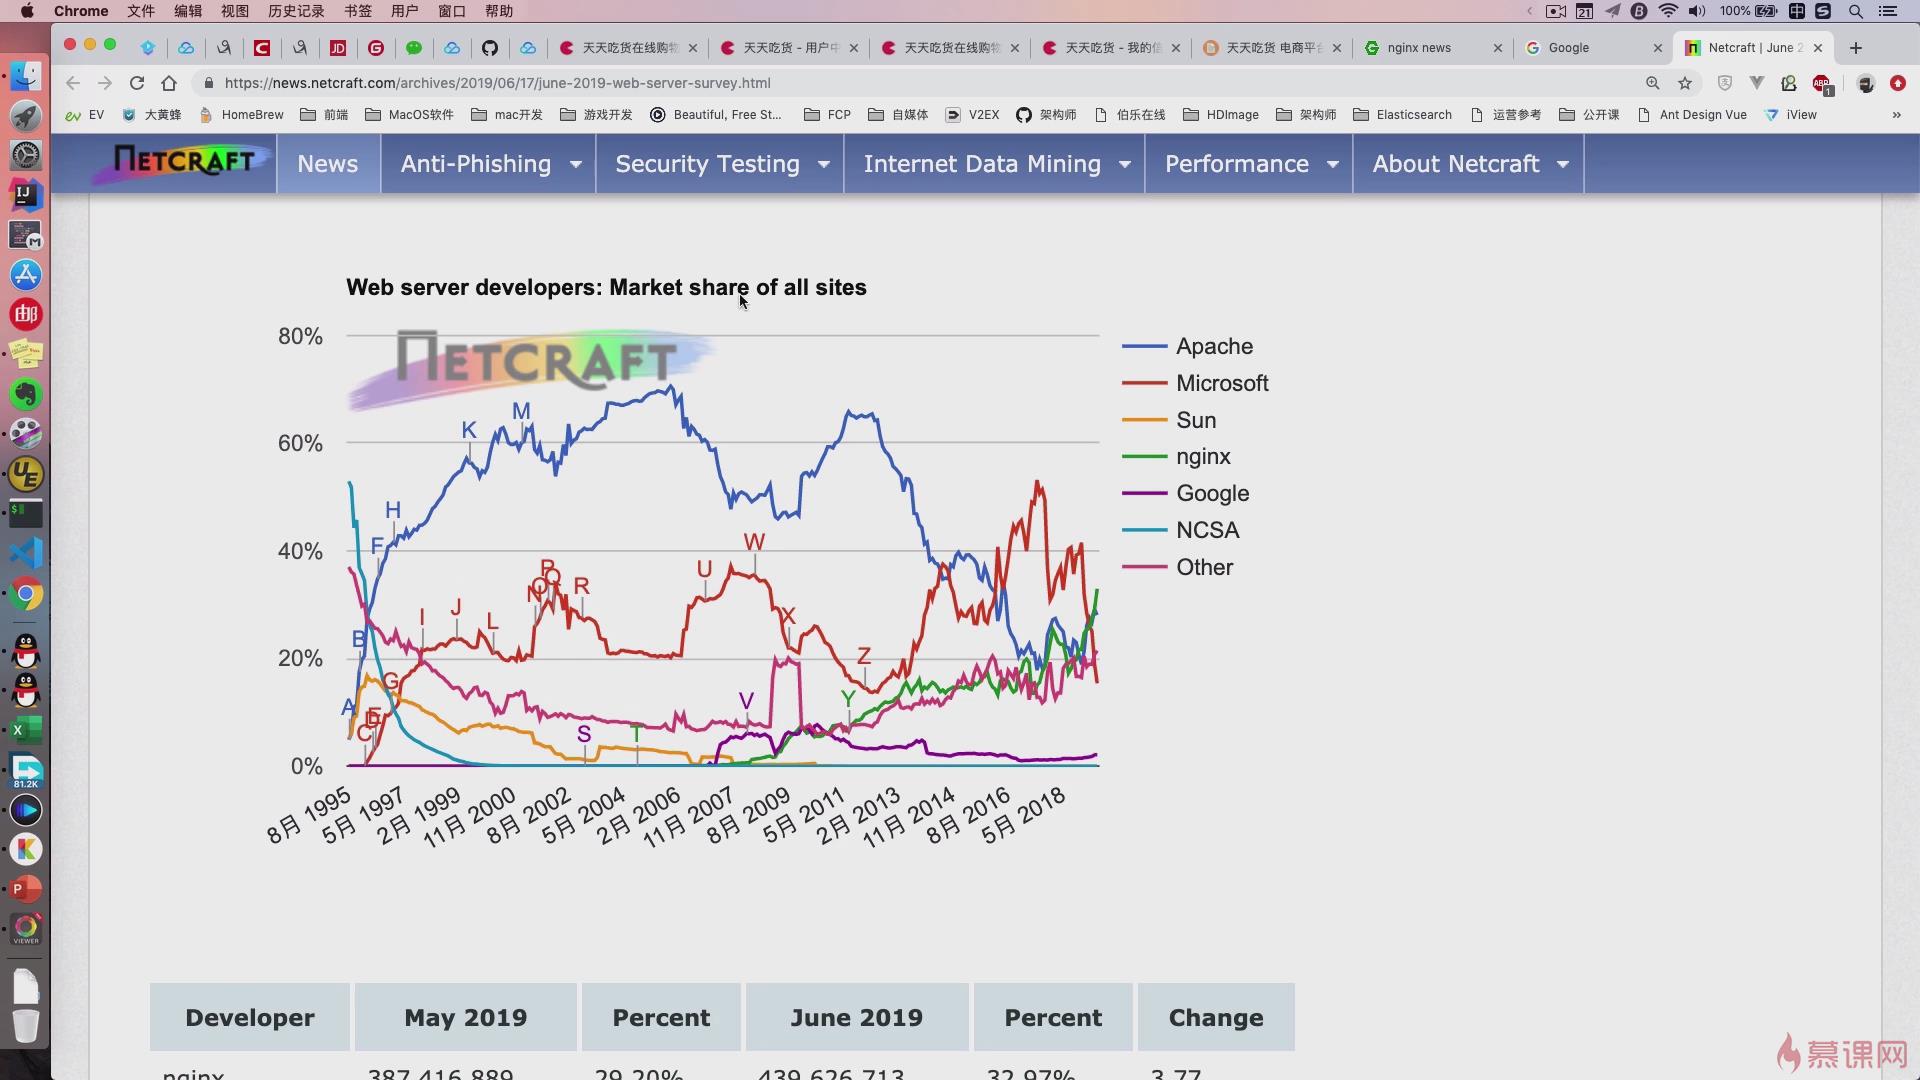 Chrome 文件 编辑 视图 历史记录 书签 用户 窗口 帮助 21 100% 中
天天吃货在线购物 天天吃货 - 用户中 天天吃货在线购物 天天吃货 - 我的信 天天吃货 电商平台 nginx news Google Netcraft | June 2
https://news.netcraft.com/archives/2019/06/17/june-2019-web-server-survey.html
EV 大黄蜂 HomeBrew 前端 MacOS软件 mac开发 游戏开发 Beautiful, Free St... FCP 自媒体 V2EX 架构师 伯乐在线 HDImage 架构师 Elasticsearch 运营参考 公开课 Ant Design Vue iView »
NETCRAFT News Anti-Phishing Security Testing Internet Data Mining Performance About Netcraft
Web server developers: Market share of all sites
NETCRAFT
80%
60%
40%
20%
0%
Apache
Microsoft
Sun
nginx
Google
NCSA
Other
A B C D E F G H I J K L M N O P Q R S T U V W X Y Z
8月 1995 5月 1997 2月 1999 11月 2000 8月 2002 5月 2004 2月 2006 11月 2007 8月 2009 5月 2011 2月 2013 11月 2014 8月 2016 5月 2018
Developer May 2019 Percent June 2019 Percent Change
nginx 387,416,889 29.20% 439,626,713 32.97% 3.77
81.2K
VIEWER
慕课网